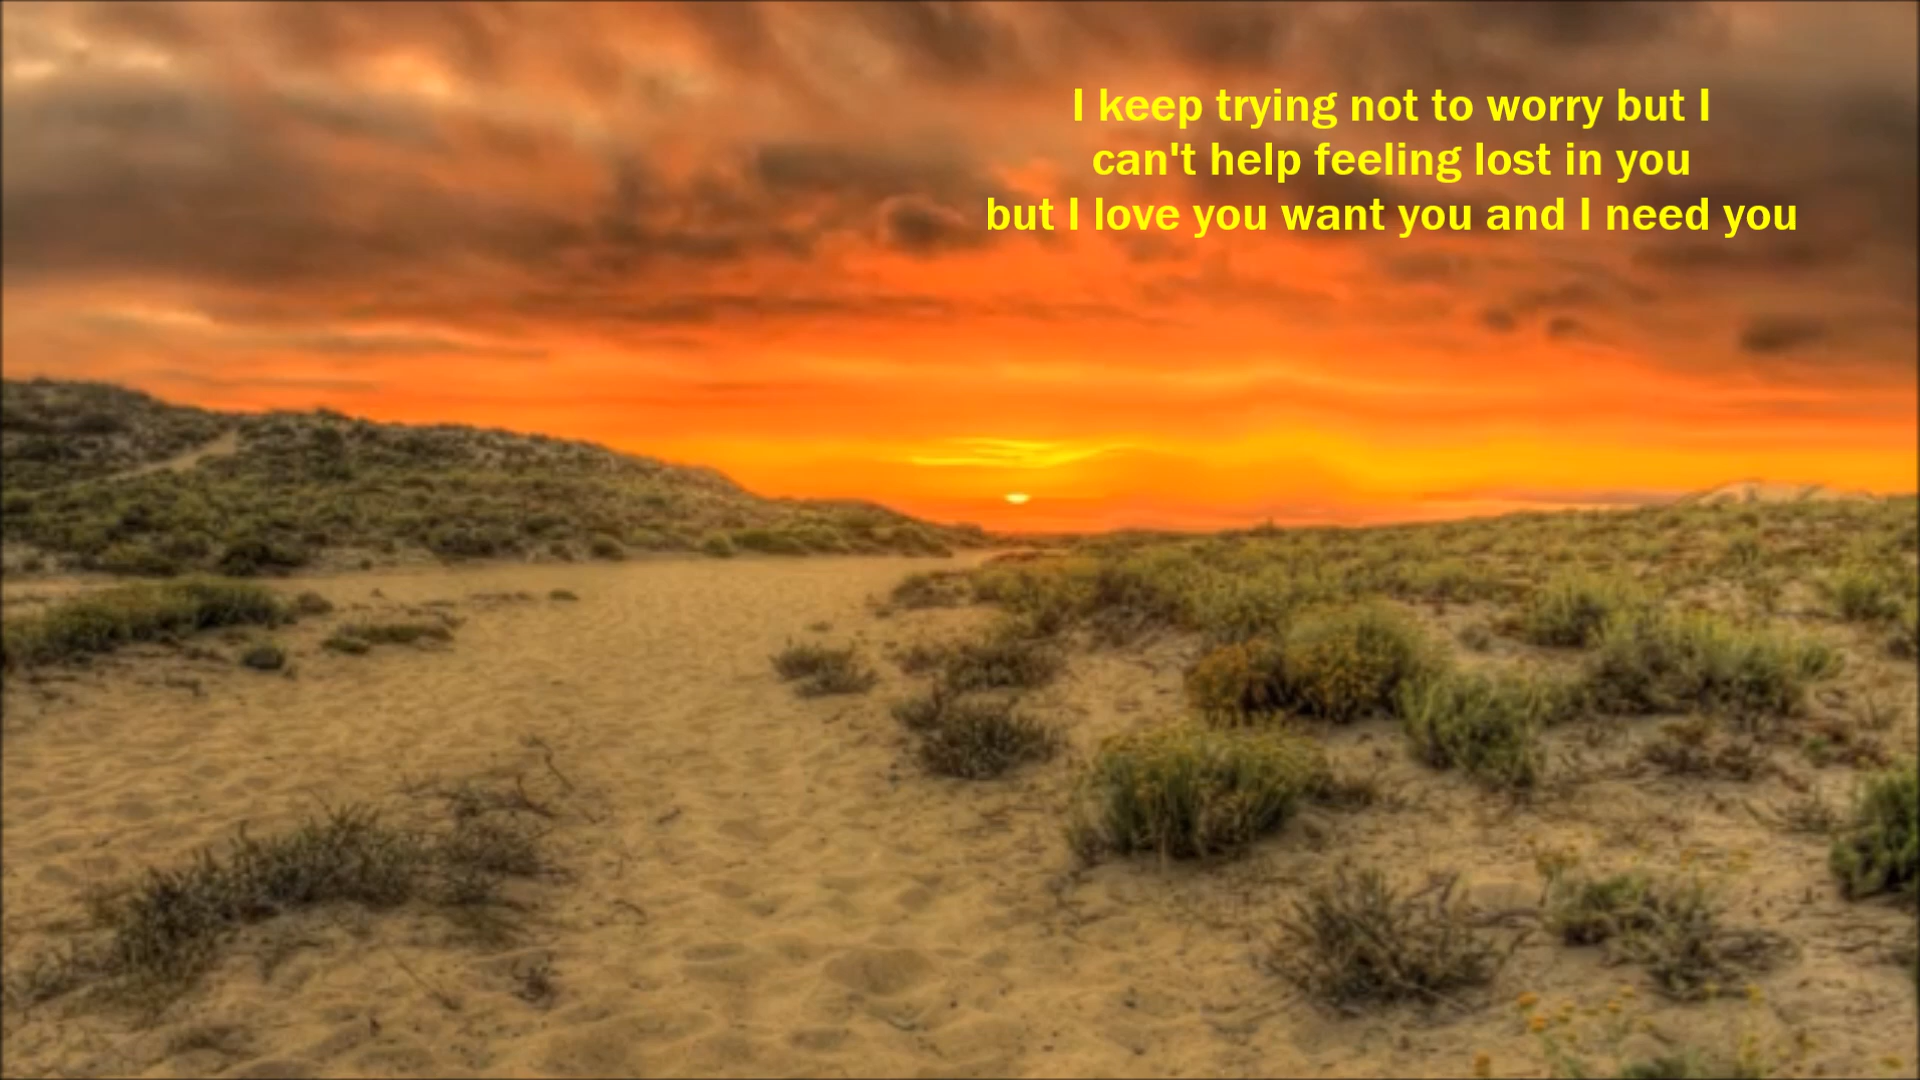 I keep trying not to worry but I
can't help feeling lost in you
but I love you want you and I need you